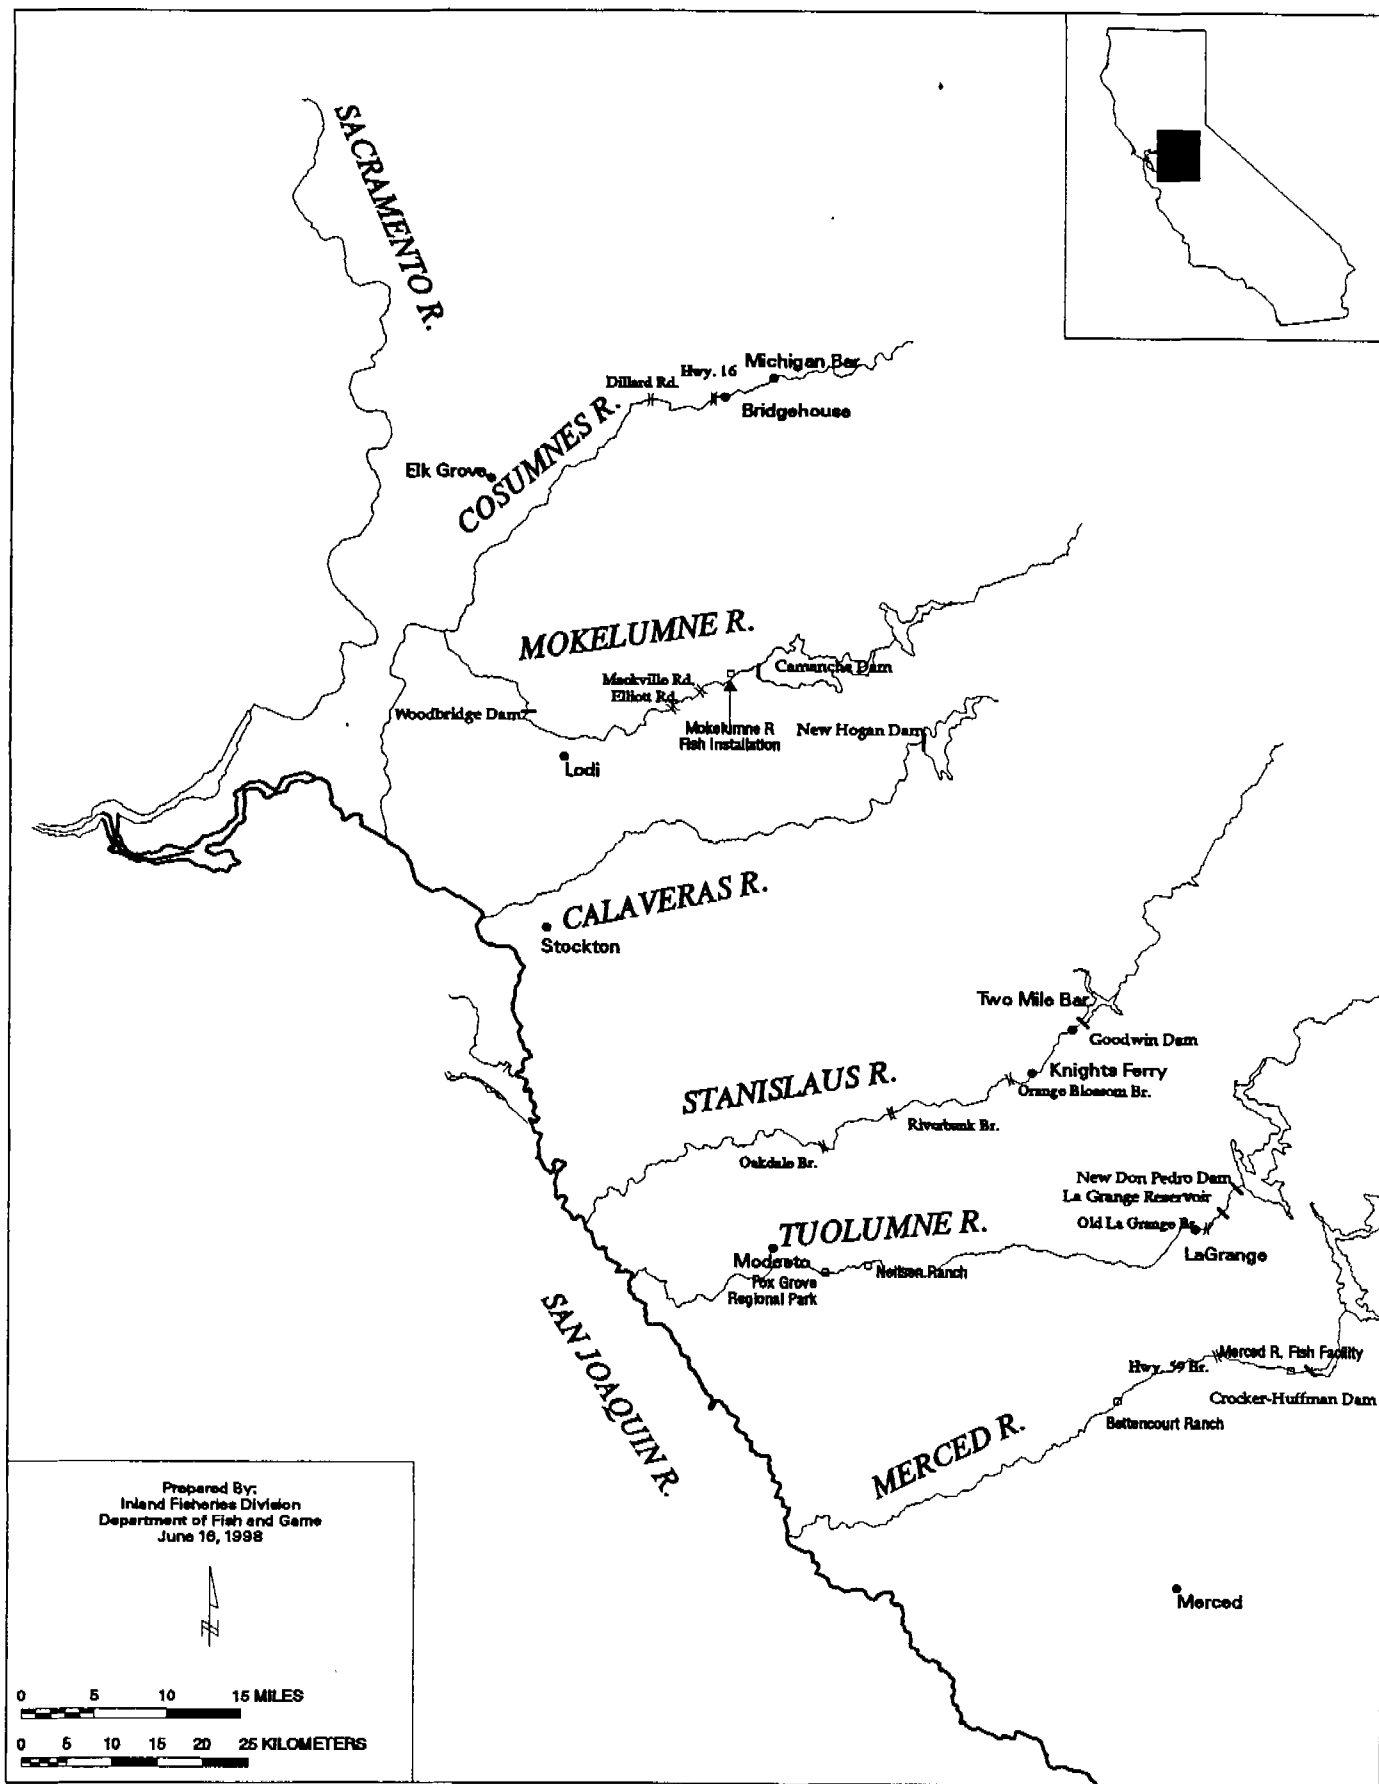 SACRAMENTO R.
Michigan Bar
Hwy. 16
Dillard Rd.
Bridgehouse
COSUMNES R.
Elk Grove
MOKELUMNE R.
Camanche Dam
Mackville Rd.
Elliott Rd.
Woodbridge Dam
Mokelumne R
Fish Installation
New Hogan Dam
Lodi
CALAVERAS R.
Stockton
Two Mile Bar
Goodwin Dam
Knights Ferry
Orange Blossom Br.
STANISLAUS R.
Riverbank Br.
Oakdale Br.
New Don Pedro Dam
La Grange Reservoir
Old La Grange Br.
LaGrange
TUOLUMNE R.
Modesto
Fox Grove
Regional Park
Neilsen Ranch
SAN JOAQUIN R.
Merced R. Fish Facility
Hwy. 59 Br.
Crocker-Huffman Dam
Bettencourt Ranch
MERCED R.
Merced
Prepared By:
Inland Fisheries Division
Department of Fish and Game
June 16, 1998
N
0 5 10 15 MILES
0 5 10 15 20 25 KILOMETERS